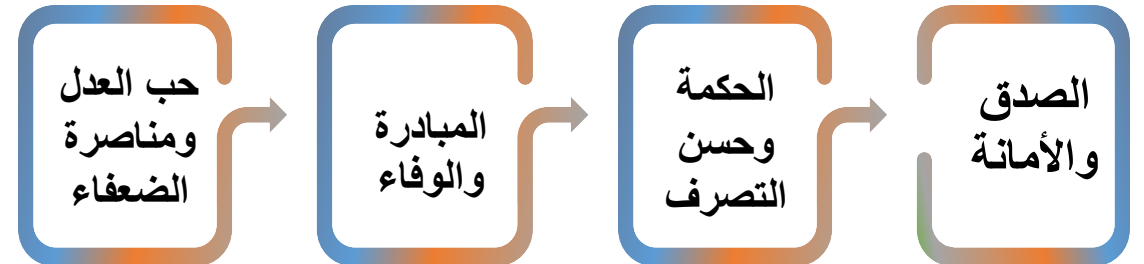 الصدق
والأمانة
الحكمة
وحسن
التصرف
المبادرة
والوفاء
حب العدل
ومناصرة
الضعفاء